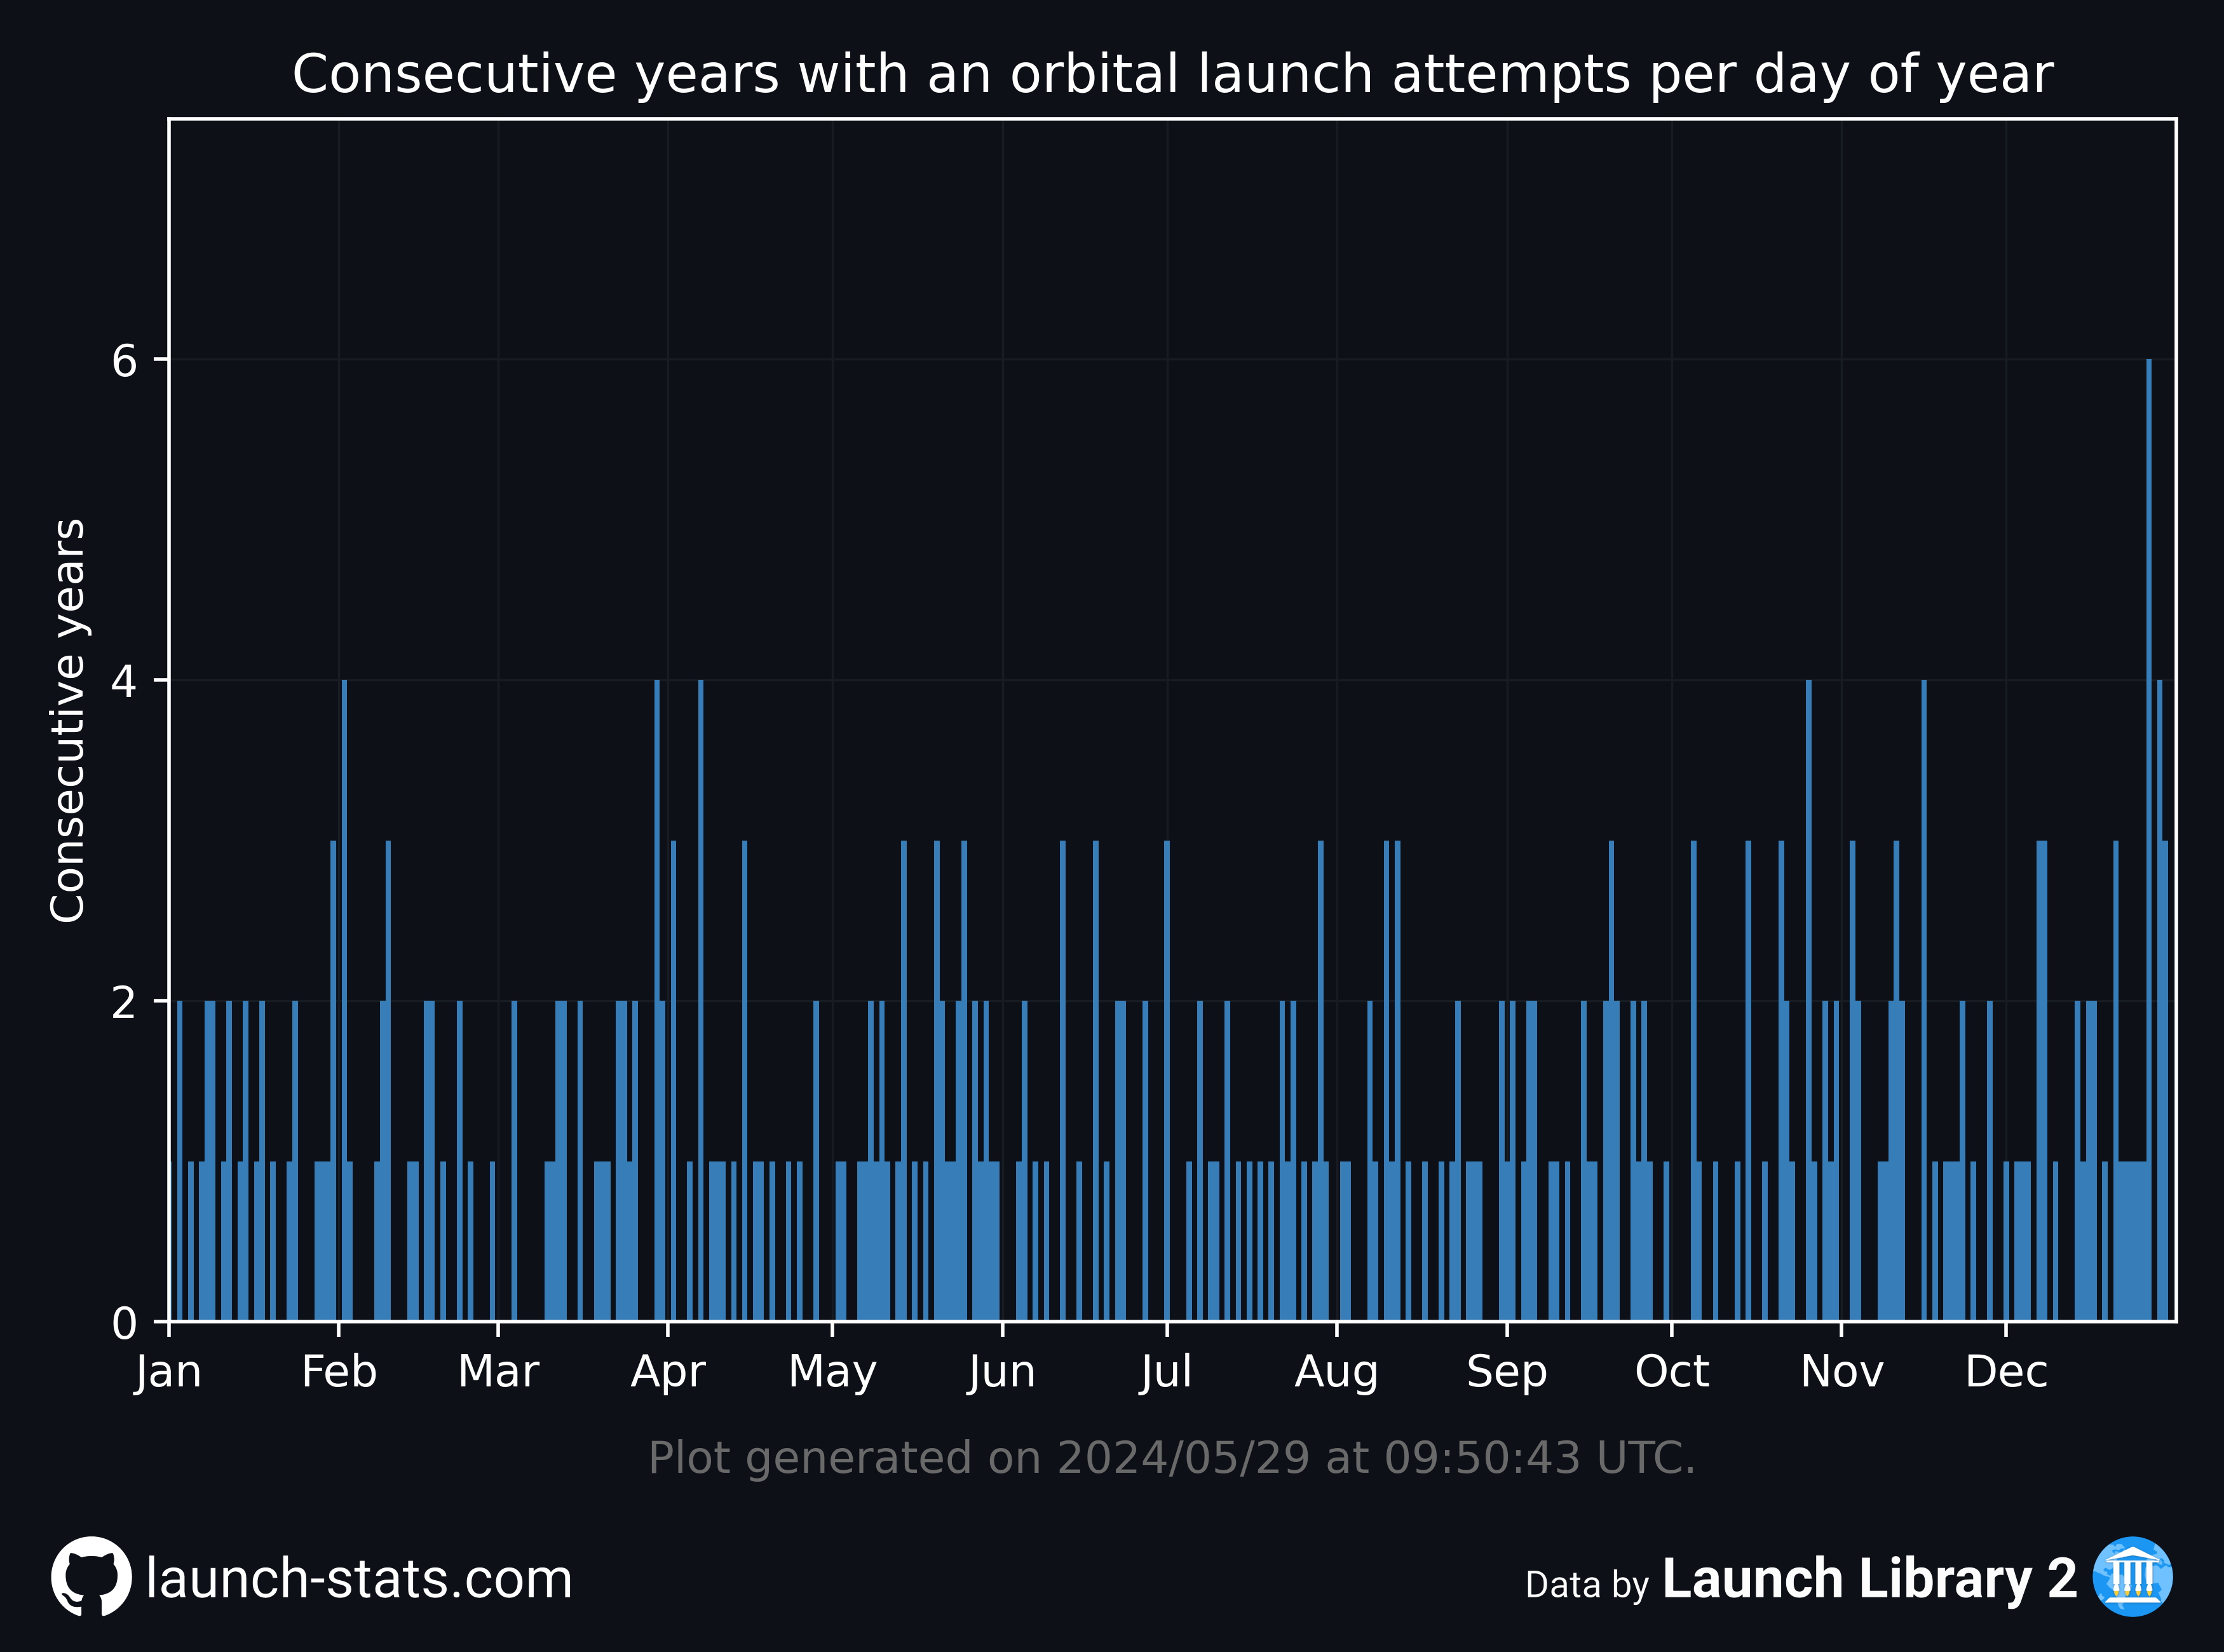 Consecutive years with an orbital launch attempts per day of year
Consecutive years
6
4
2
0
Jan Feb Mar Apr May Jun Jul Aug Sep Oct Nov Dec
Plot generated on 2024/05/29 at 09:50:43 UTC.
launch-stats.com
Data by Launch Library 2